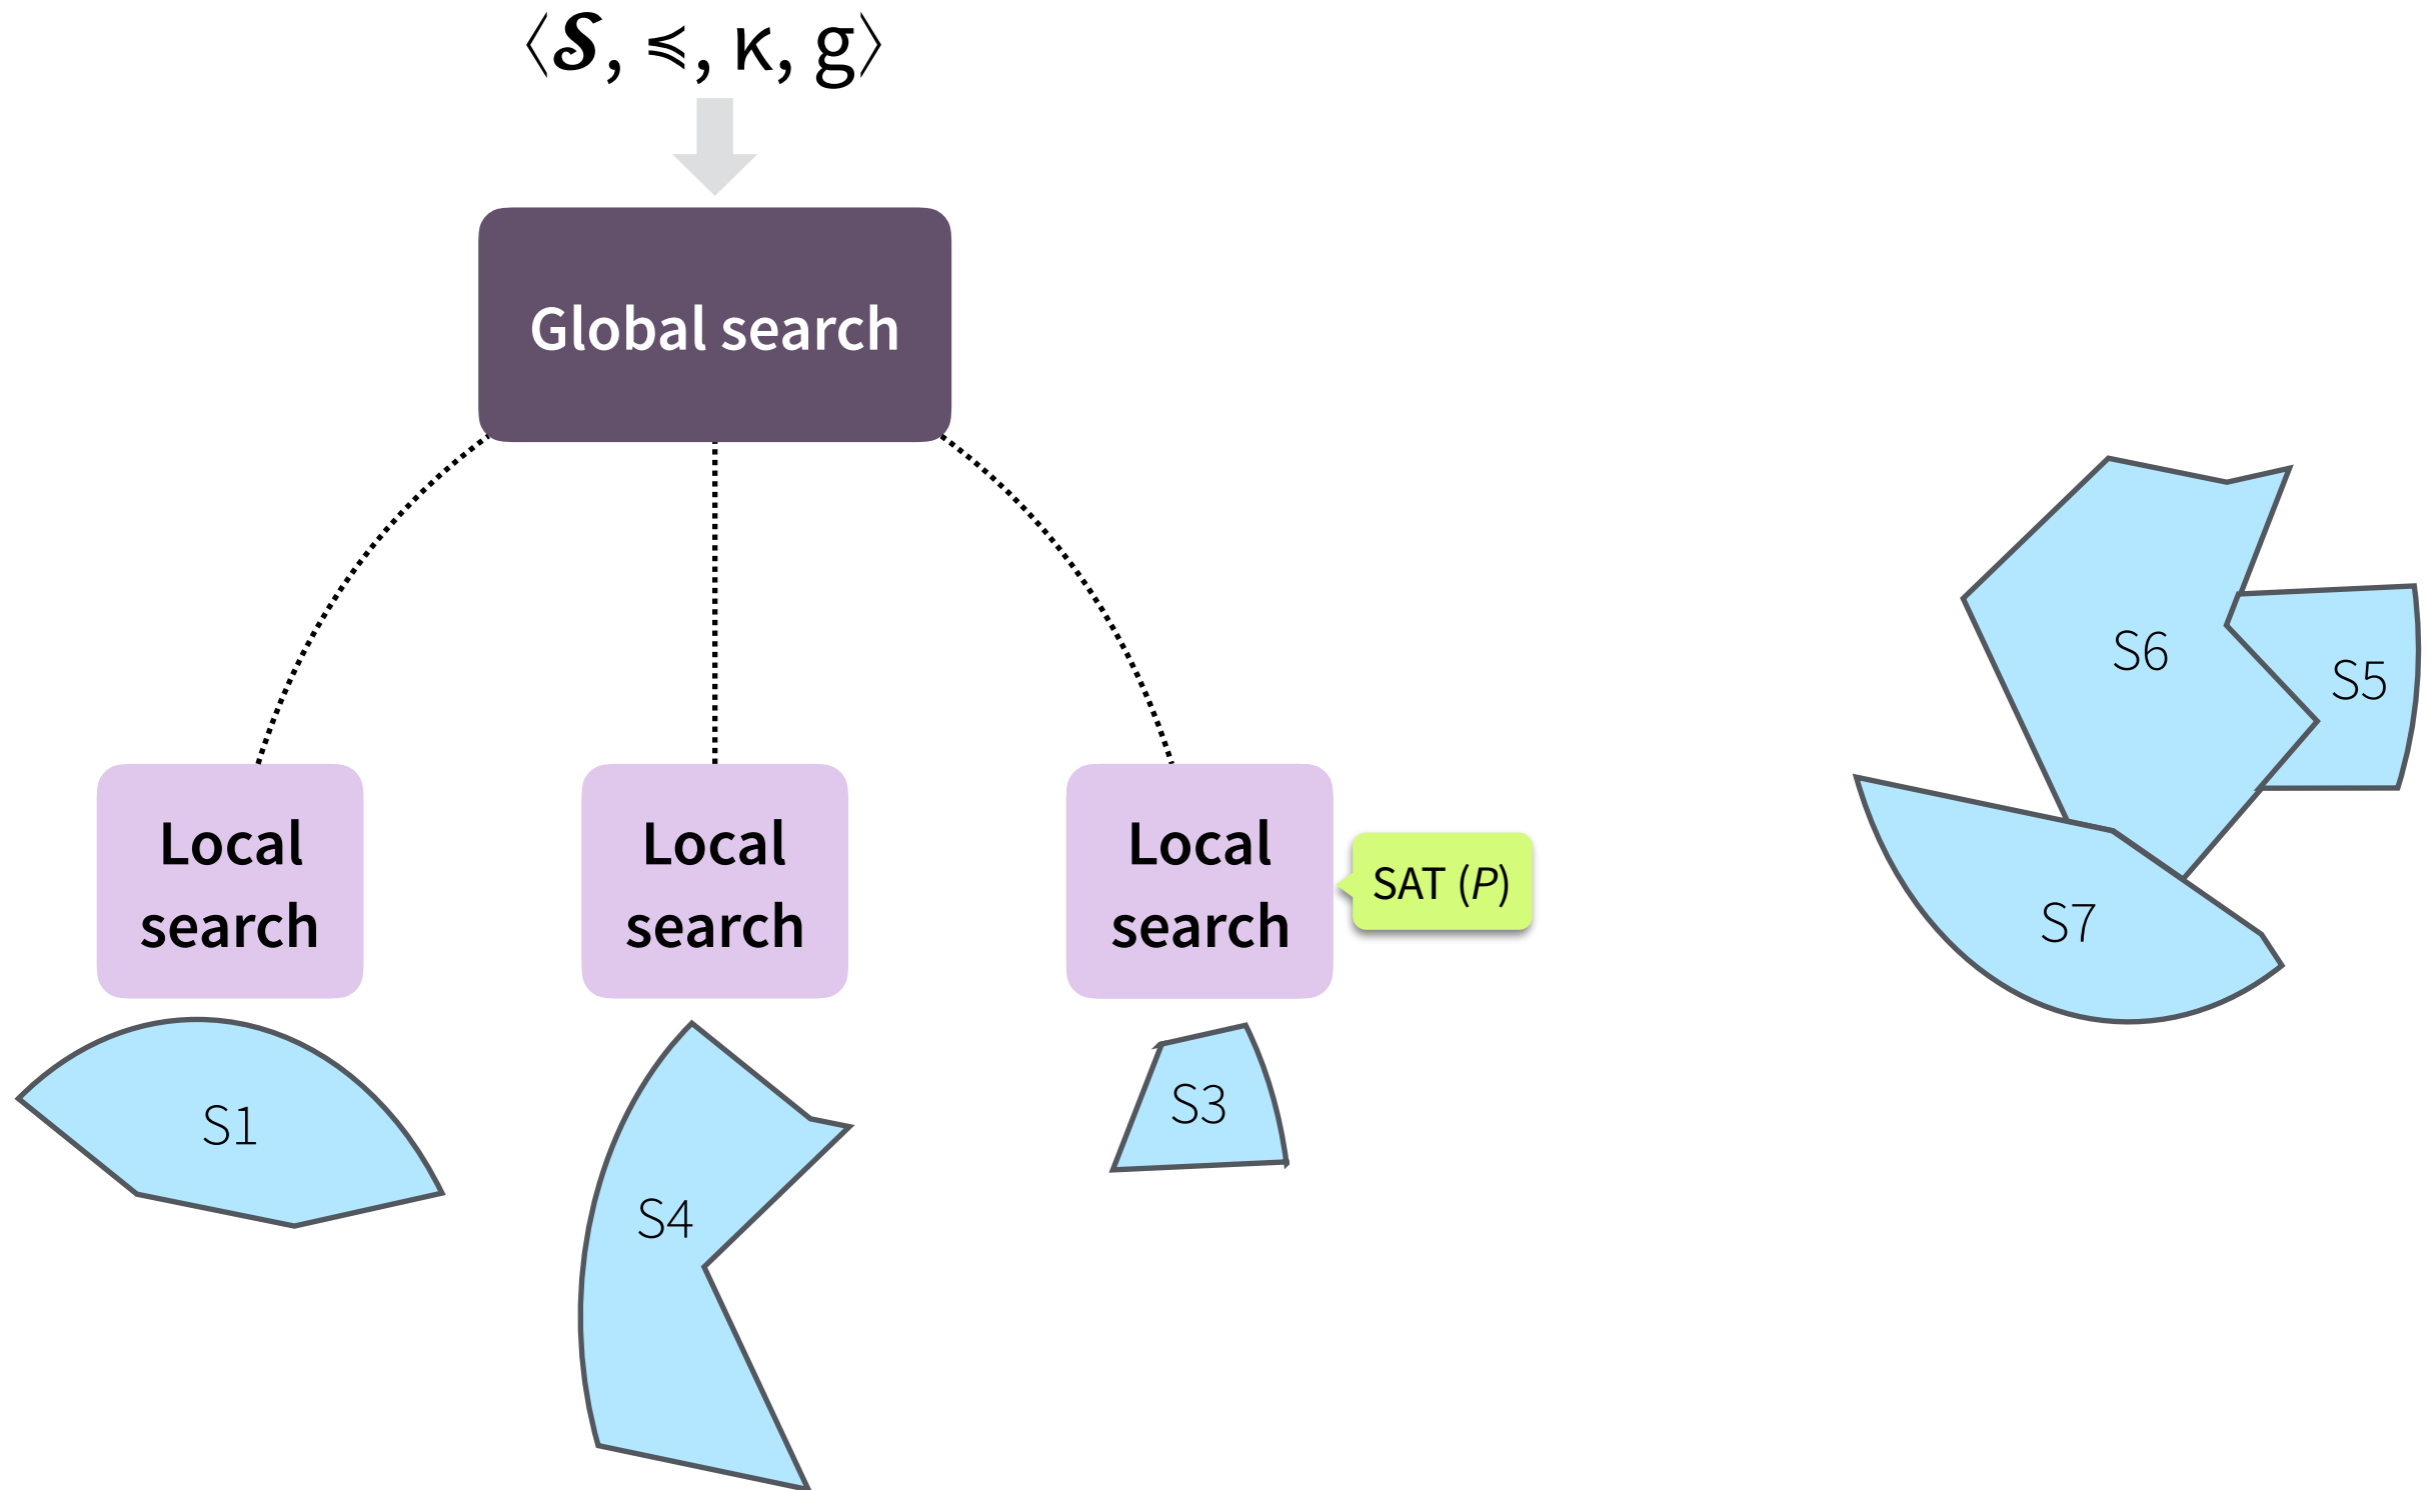 ⟨𝓢, ≼, κ, g⟩
Global search
Local
search
Local
search
Local
search
SAT (P)
S1
S4
S3
S6
S5
S7